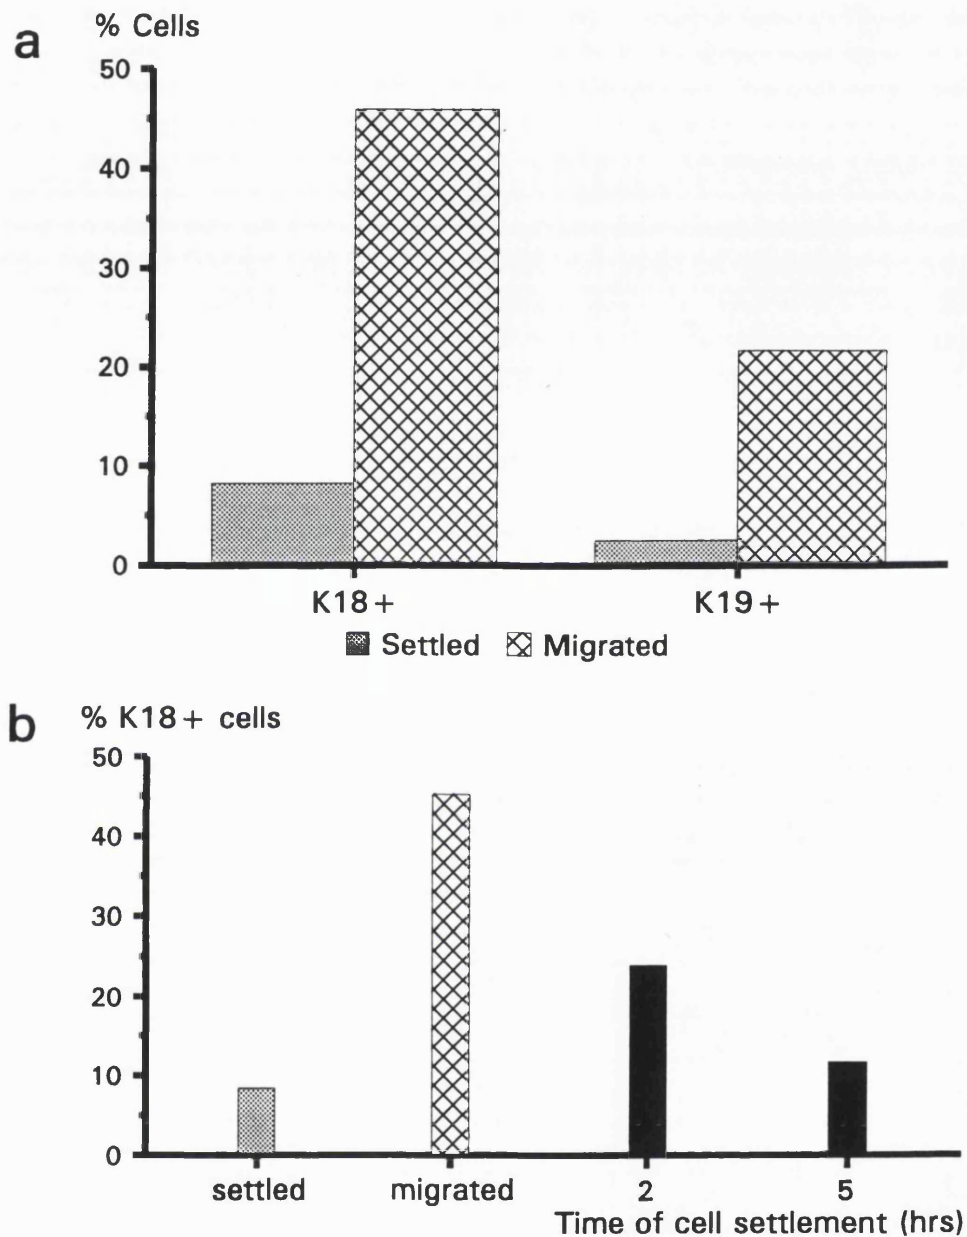 a
% Cells
50
40
30
20
10
0
K18+ K19+
Settled Migrated
b
% K18+ cells
50
40
30
20
10
0
settled migrated 2 5
Time of cell settlement (hrs)